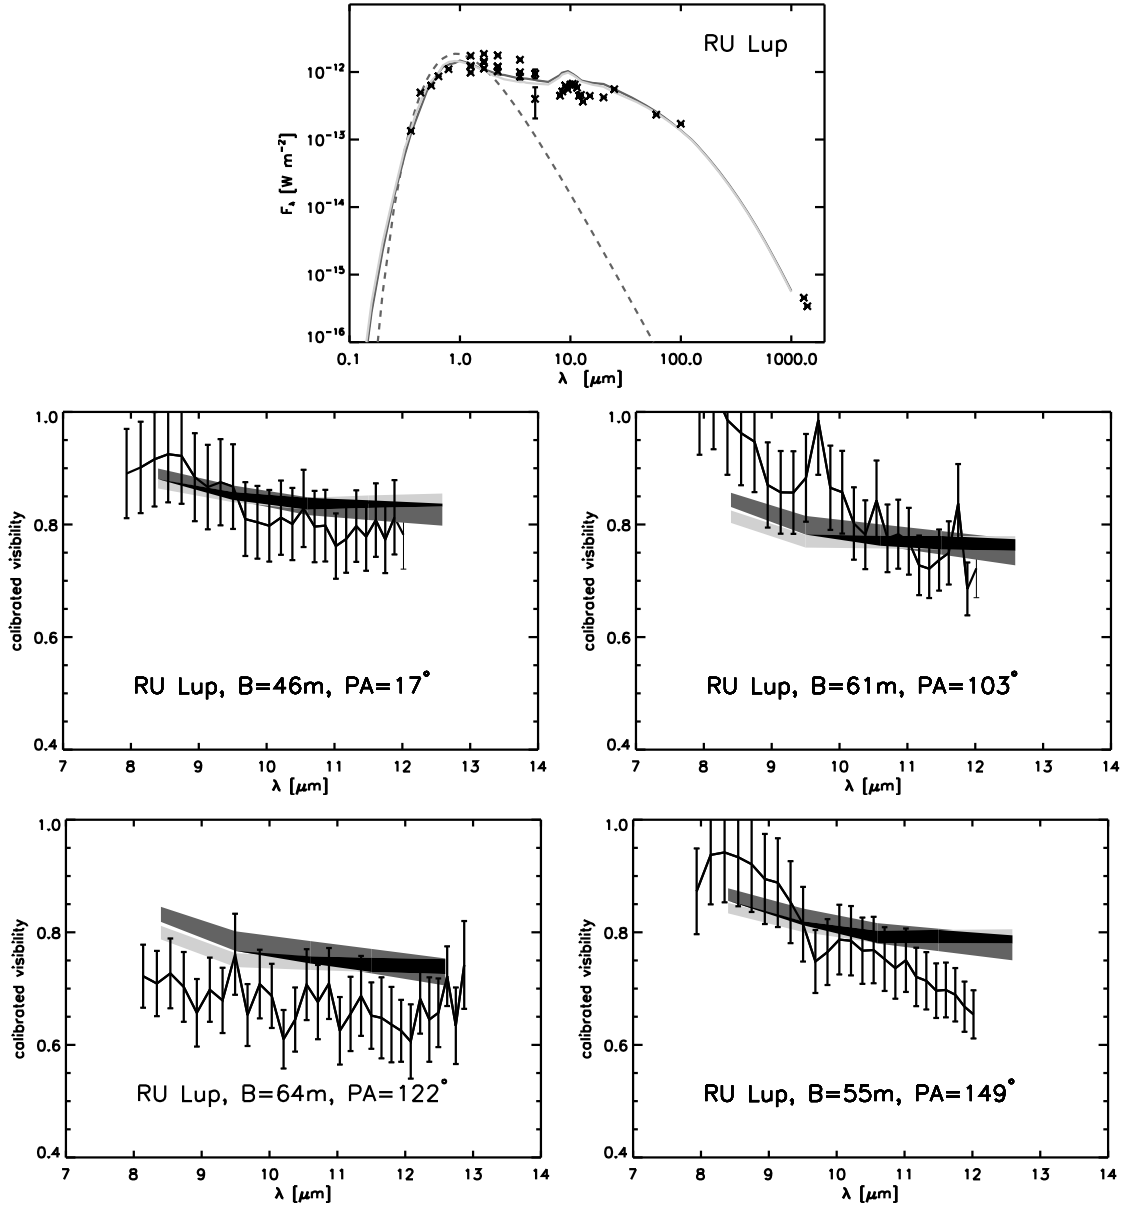 RU Lup
F
[W m⁻²]
10⁻¹²
10⁻¹³
10⁻¹⁴
10⁻¹⁵
10⁻¹⁶
0.1 1.0 10.0 100.0 1000.0
λ [μm]
1.0
0.8
0.6
0.4
calibrated visibility
RU Lup, B=46m, PA=17°
7 8 9 10 11 12 13 14
λ [μm]
1.0
0.8
0.6
0.4
calibrated visibility
RU Lup, B=61m, PA=103°
7 8 9 10 11 12 13 14
λ [μm]
1.0
0.8
0.6
0.4
calibrated visibility
RU Lup, B=64m, PA=122°
7 8 9 10 11 12 13 14
λ [μm]
1.0
0.8
0.6
0.4
calibrated visibility
RU Lup, B=55m, PA=149°
7 8 9 10 11 12 13 14
λ [μm]